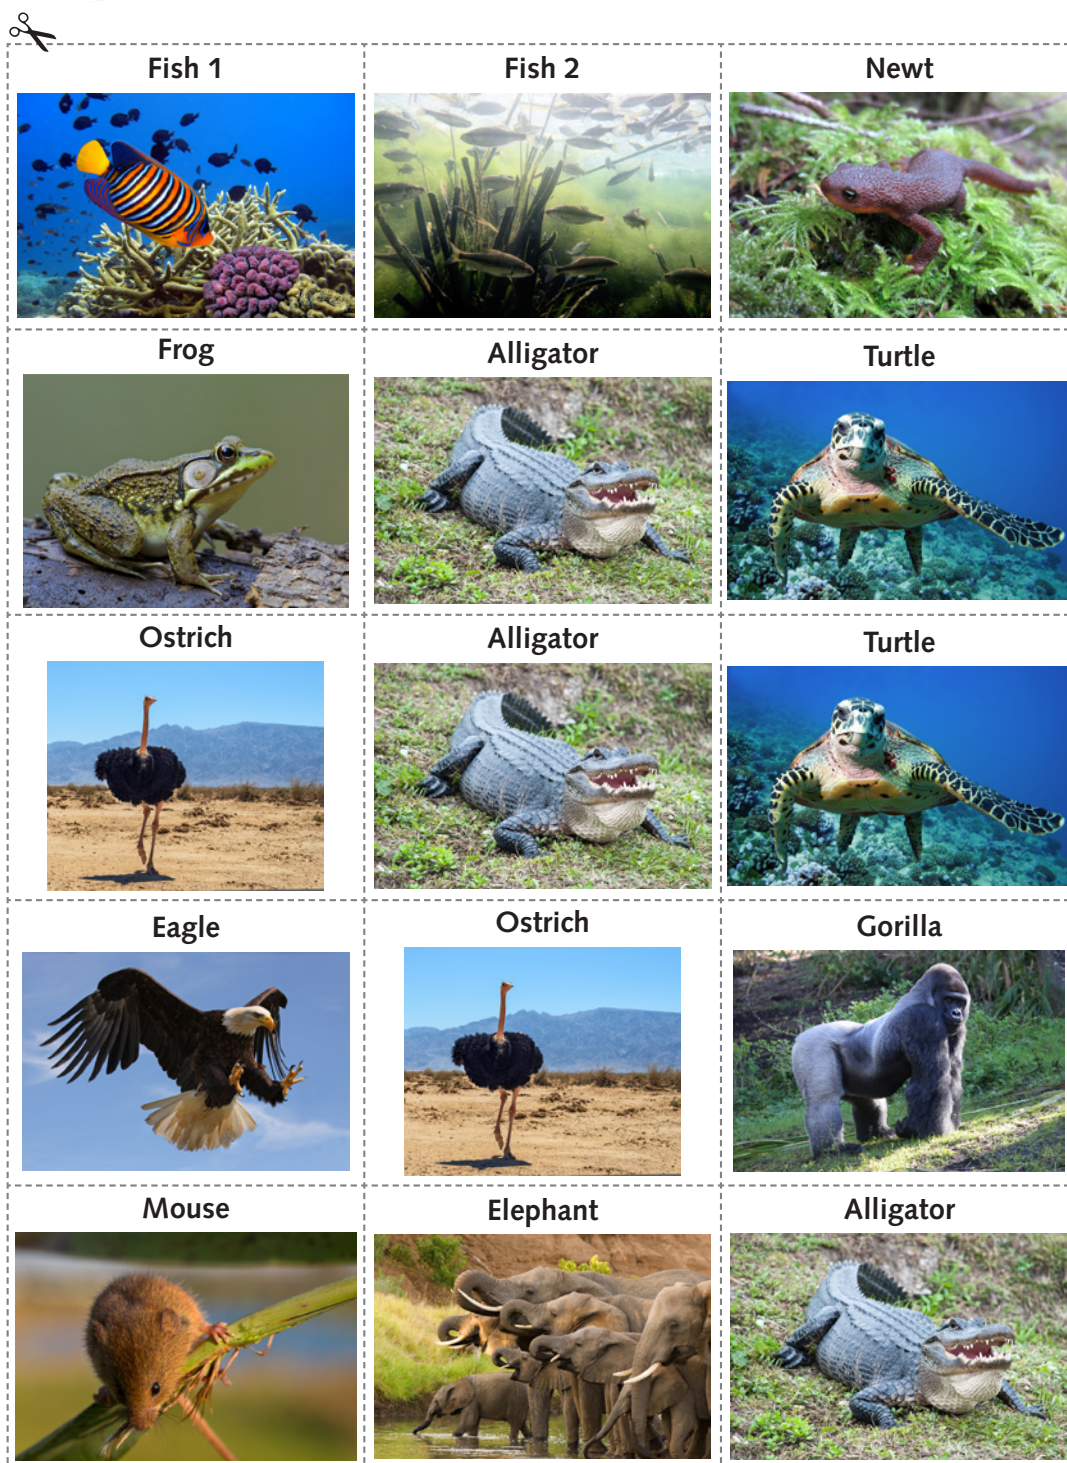 Fish 1
Fish 2
Newt
Frog
Alligator
Turtle
Ostrich
Alligator
Turtle
Eagle
Ostrich
Gorilla
Mouse
Elephant
Alligator